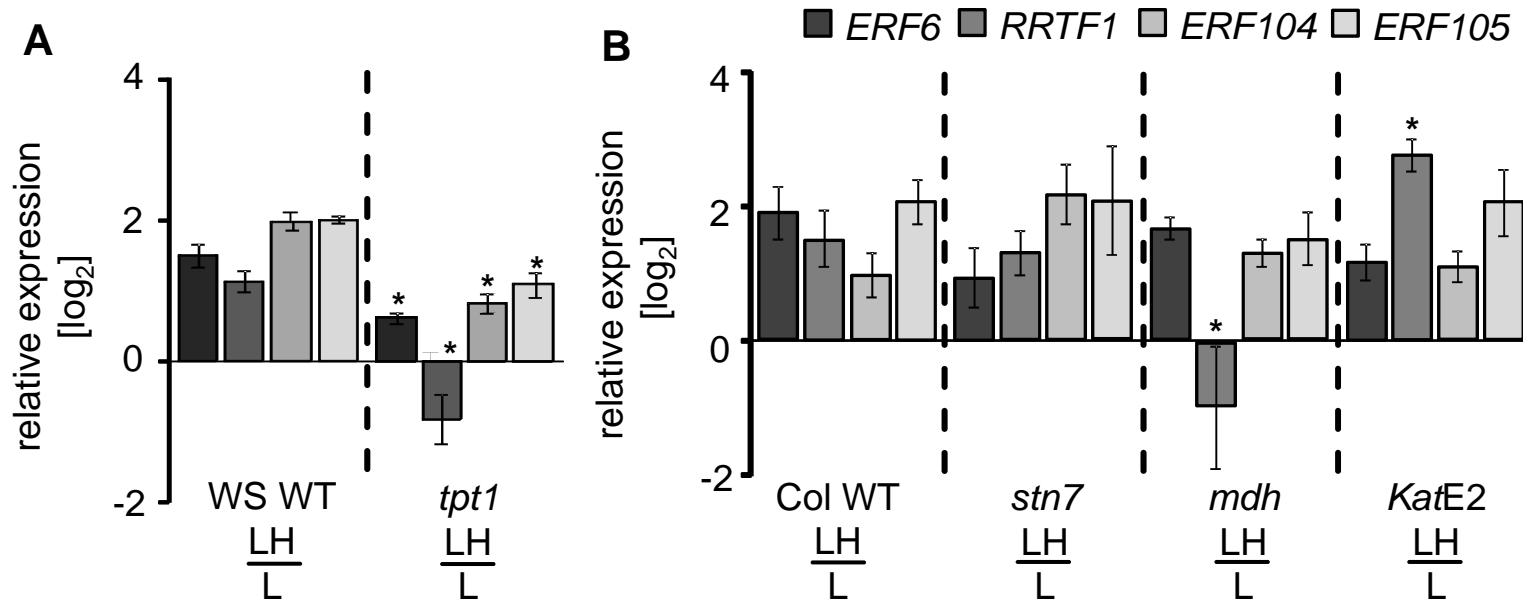 A
relative expression
[log2]
4
2
0
-2
*
*
*
*
WS WT
tpt1
LH
L
LH
L
B
ERF6
RRTF1
ERF104
ERF105
relative expression
[log2]
4
2
0
-2
*
*
Col WT
stn7
mdh
KatE2
LH
L
LH
L
LH
L
LH
L